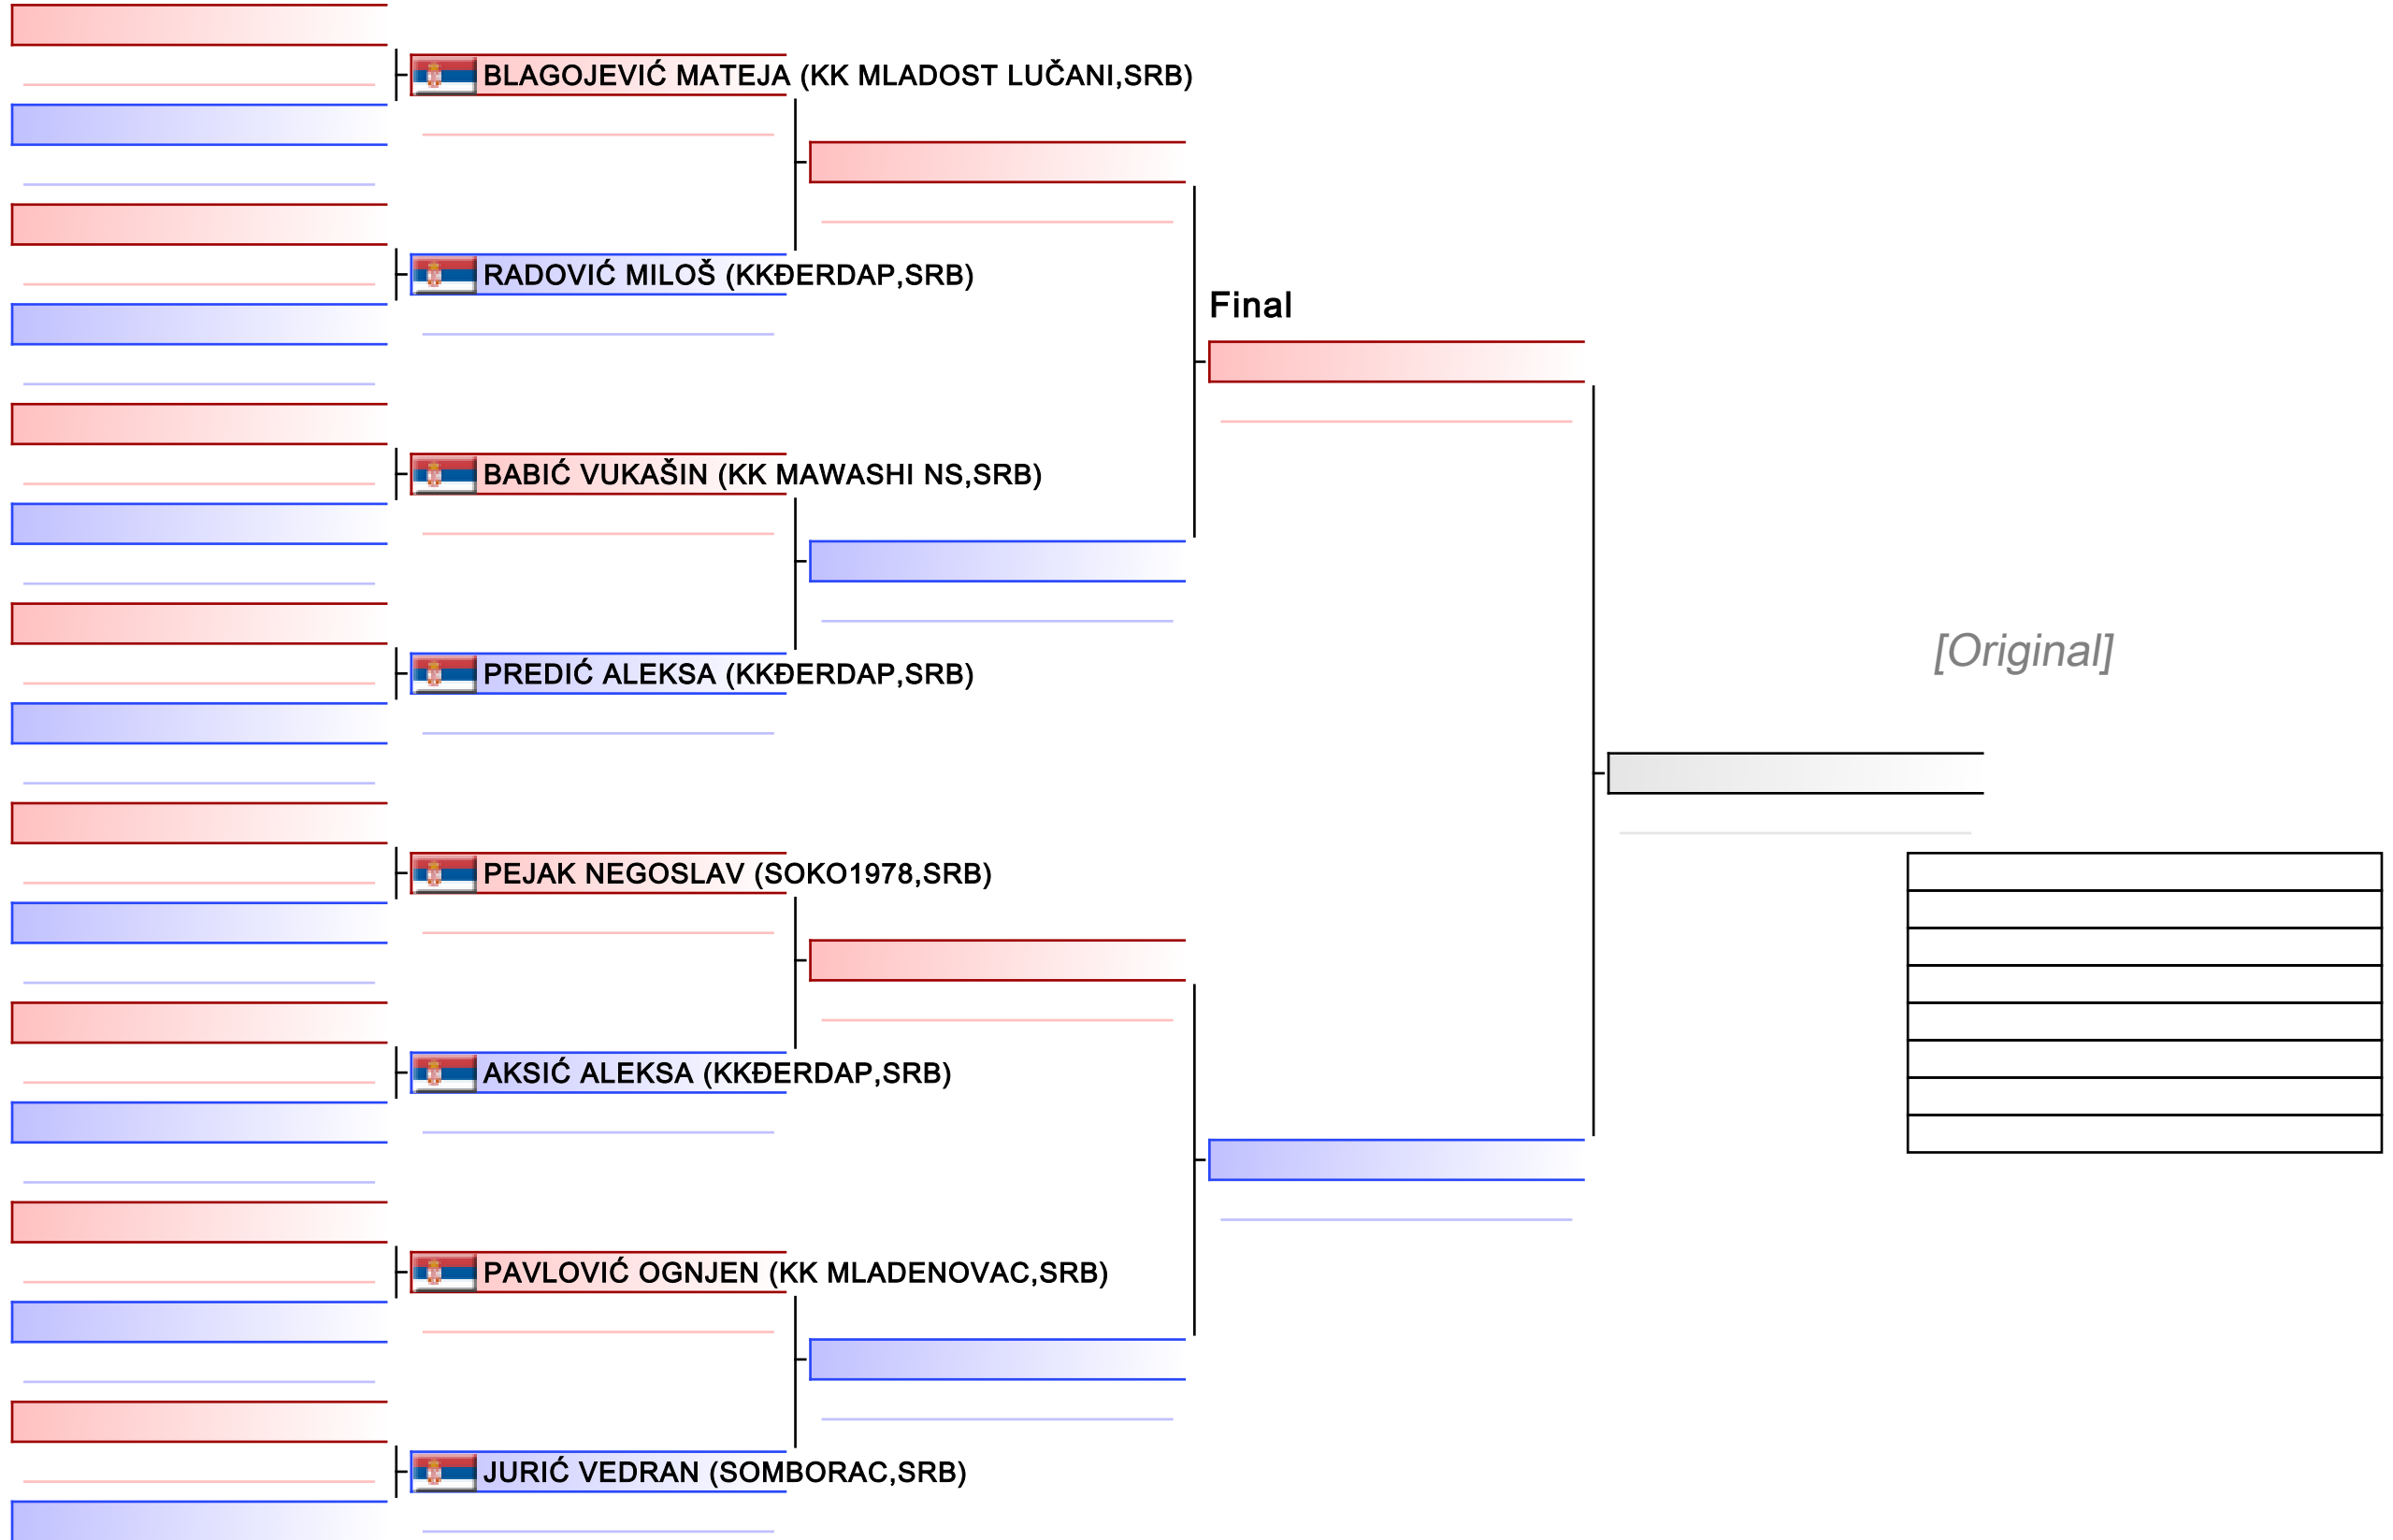 BLAGOJEVIĆ MATEJA (KK MLADOST LUČANI,SRB)
RADOVIĆ MILOŠ (KKĐERDAP,SRB)
Final
BABIĆ VUKAŠIN (KK MAWASHI NS,SRB)
PREDIĆ ALEKSA (KKĐERDAP,SRB)
[Original]
PEJAK NEGOSLAV (SOKO1978,SRB)
AKSIĆ ALEKSA (KKĐERDAP,SRB)
PAVLOVIĆ OGNJEN (KK MLADENOVAC,SRB)
JURIĆ VEDRAN (SOMBORAC,SRB)